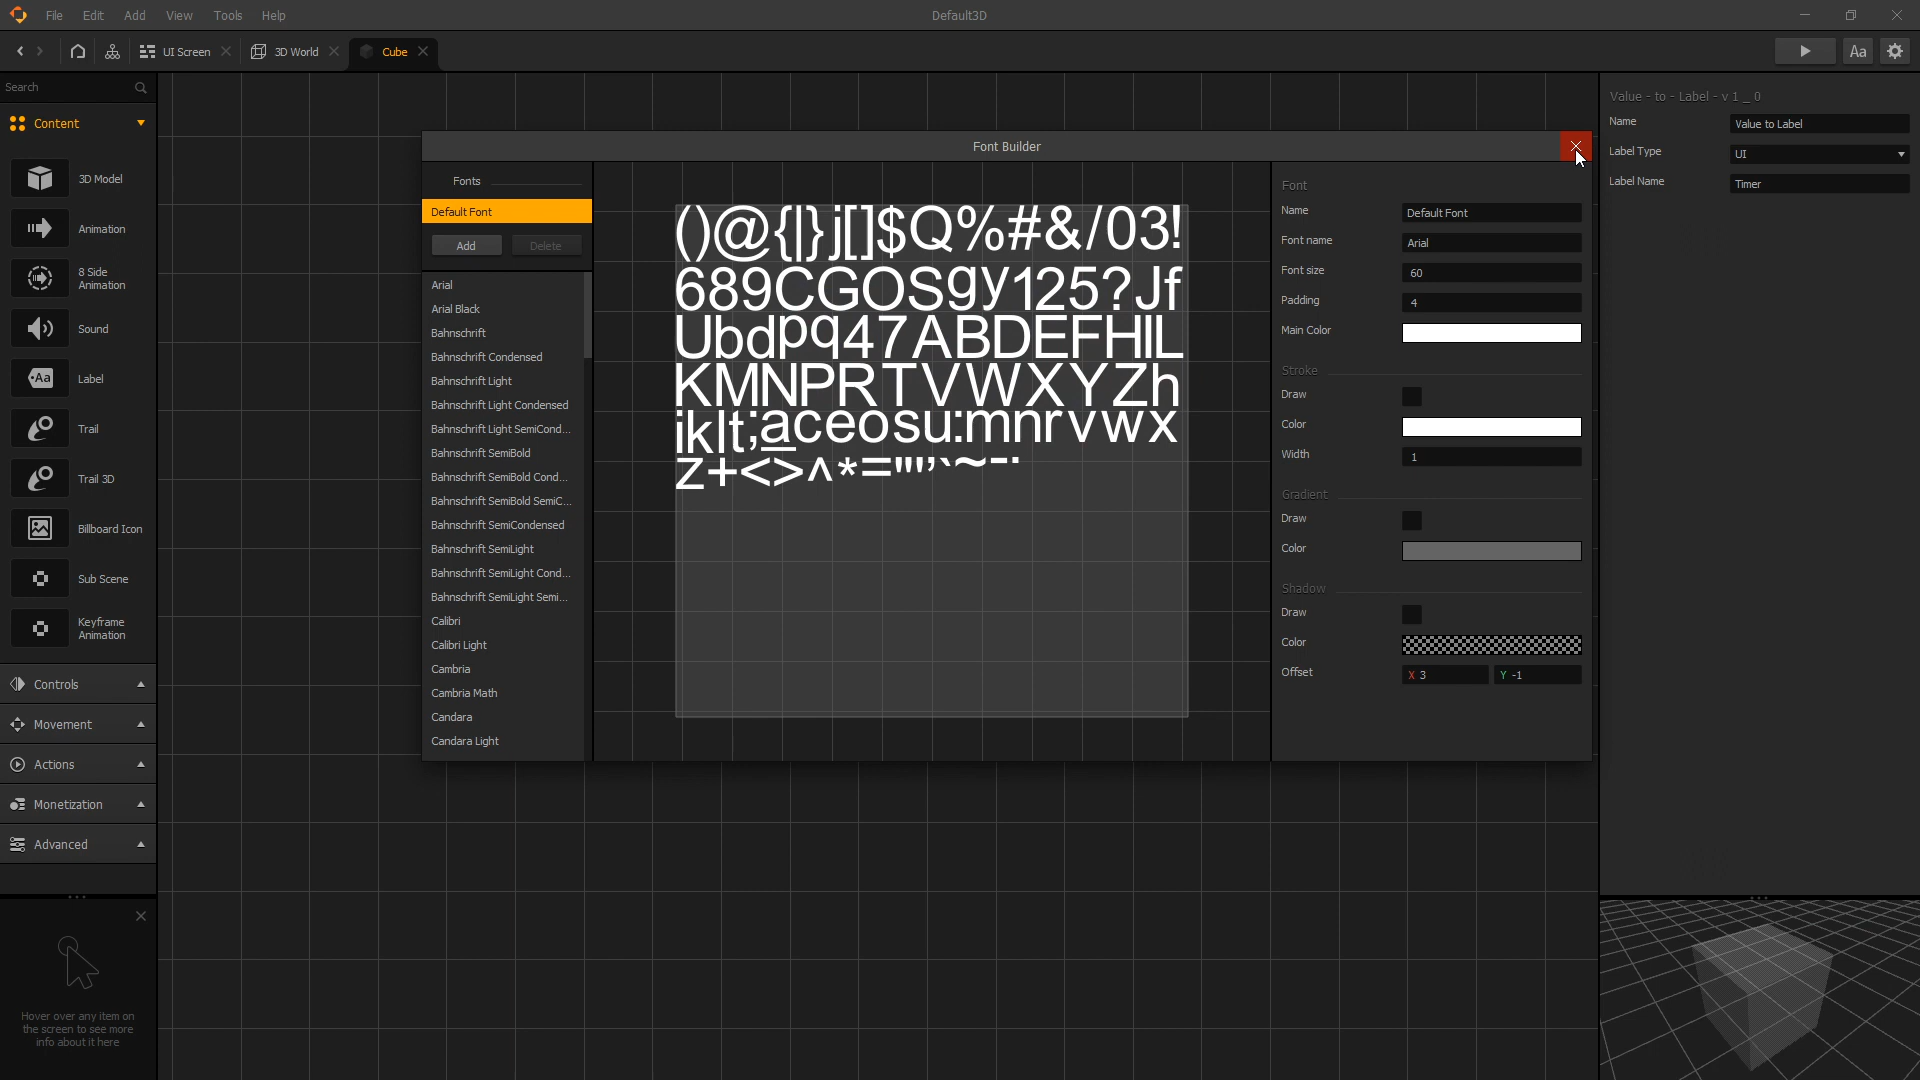 File Edit Add View Tools Help
Default3D
UI Screen
3D World
Cube
Aa
Search
Content
3D Model
Animation
8 Side
Animation
Sound
Aa
Label
Trail
Trail 3D
Billboard Icon
Sub Scene
Keyframe
Animation
Controls
Movement
Actions
Monetization
Advanced
Hover over any item on
the screen to see more
info about it here
Font Builder
Fonts
Default Font
Add
Delete
Arial
Arial Black
Bahnschrift
Bahnschrift Condensed
Bahnschrift Light
Bahnschrift Light Condensed
Bahnschrift Light SemiCond...
Bahnschrift SemiBold
Bahnschrift SemiBold Cond...
Bahnschrift SemiBold SemiC...
Bahnschrift SemiCondensed
Bahnschrift SemiLight
Bahnschrift SemiLight Cond...
Bahnschrift SemiLight Semi...
Calibri
Calibri Light
Cambria
Cambria Math
Candara
Candara Light
()@{|}j[]$Q%#&/03!
689CGOSgy125?Jf
Ubdpq47ABDEFHIL
KMNPRTVWXYZh
iklt;aceosu:mnrvwx
z+<>^*="',`~-.
Font
Name
Default Font
Font name
Arial
Font size
60
Padding
4
Main Color
Stroke
Draw
Color
Width
1
Gradient
Draw
Color
Shadow
Draw
Color
Offset
X 3
Y -1
Value - to - Label - v 1 _ 0
Name
Value to Label
Label Type
UI
Label Name
Timer